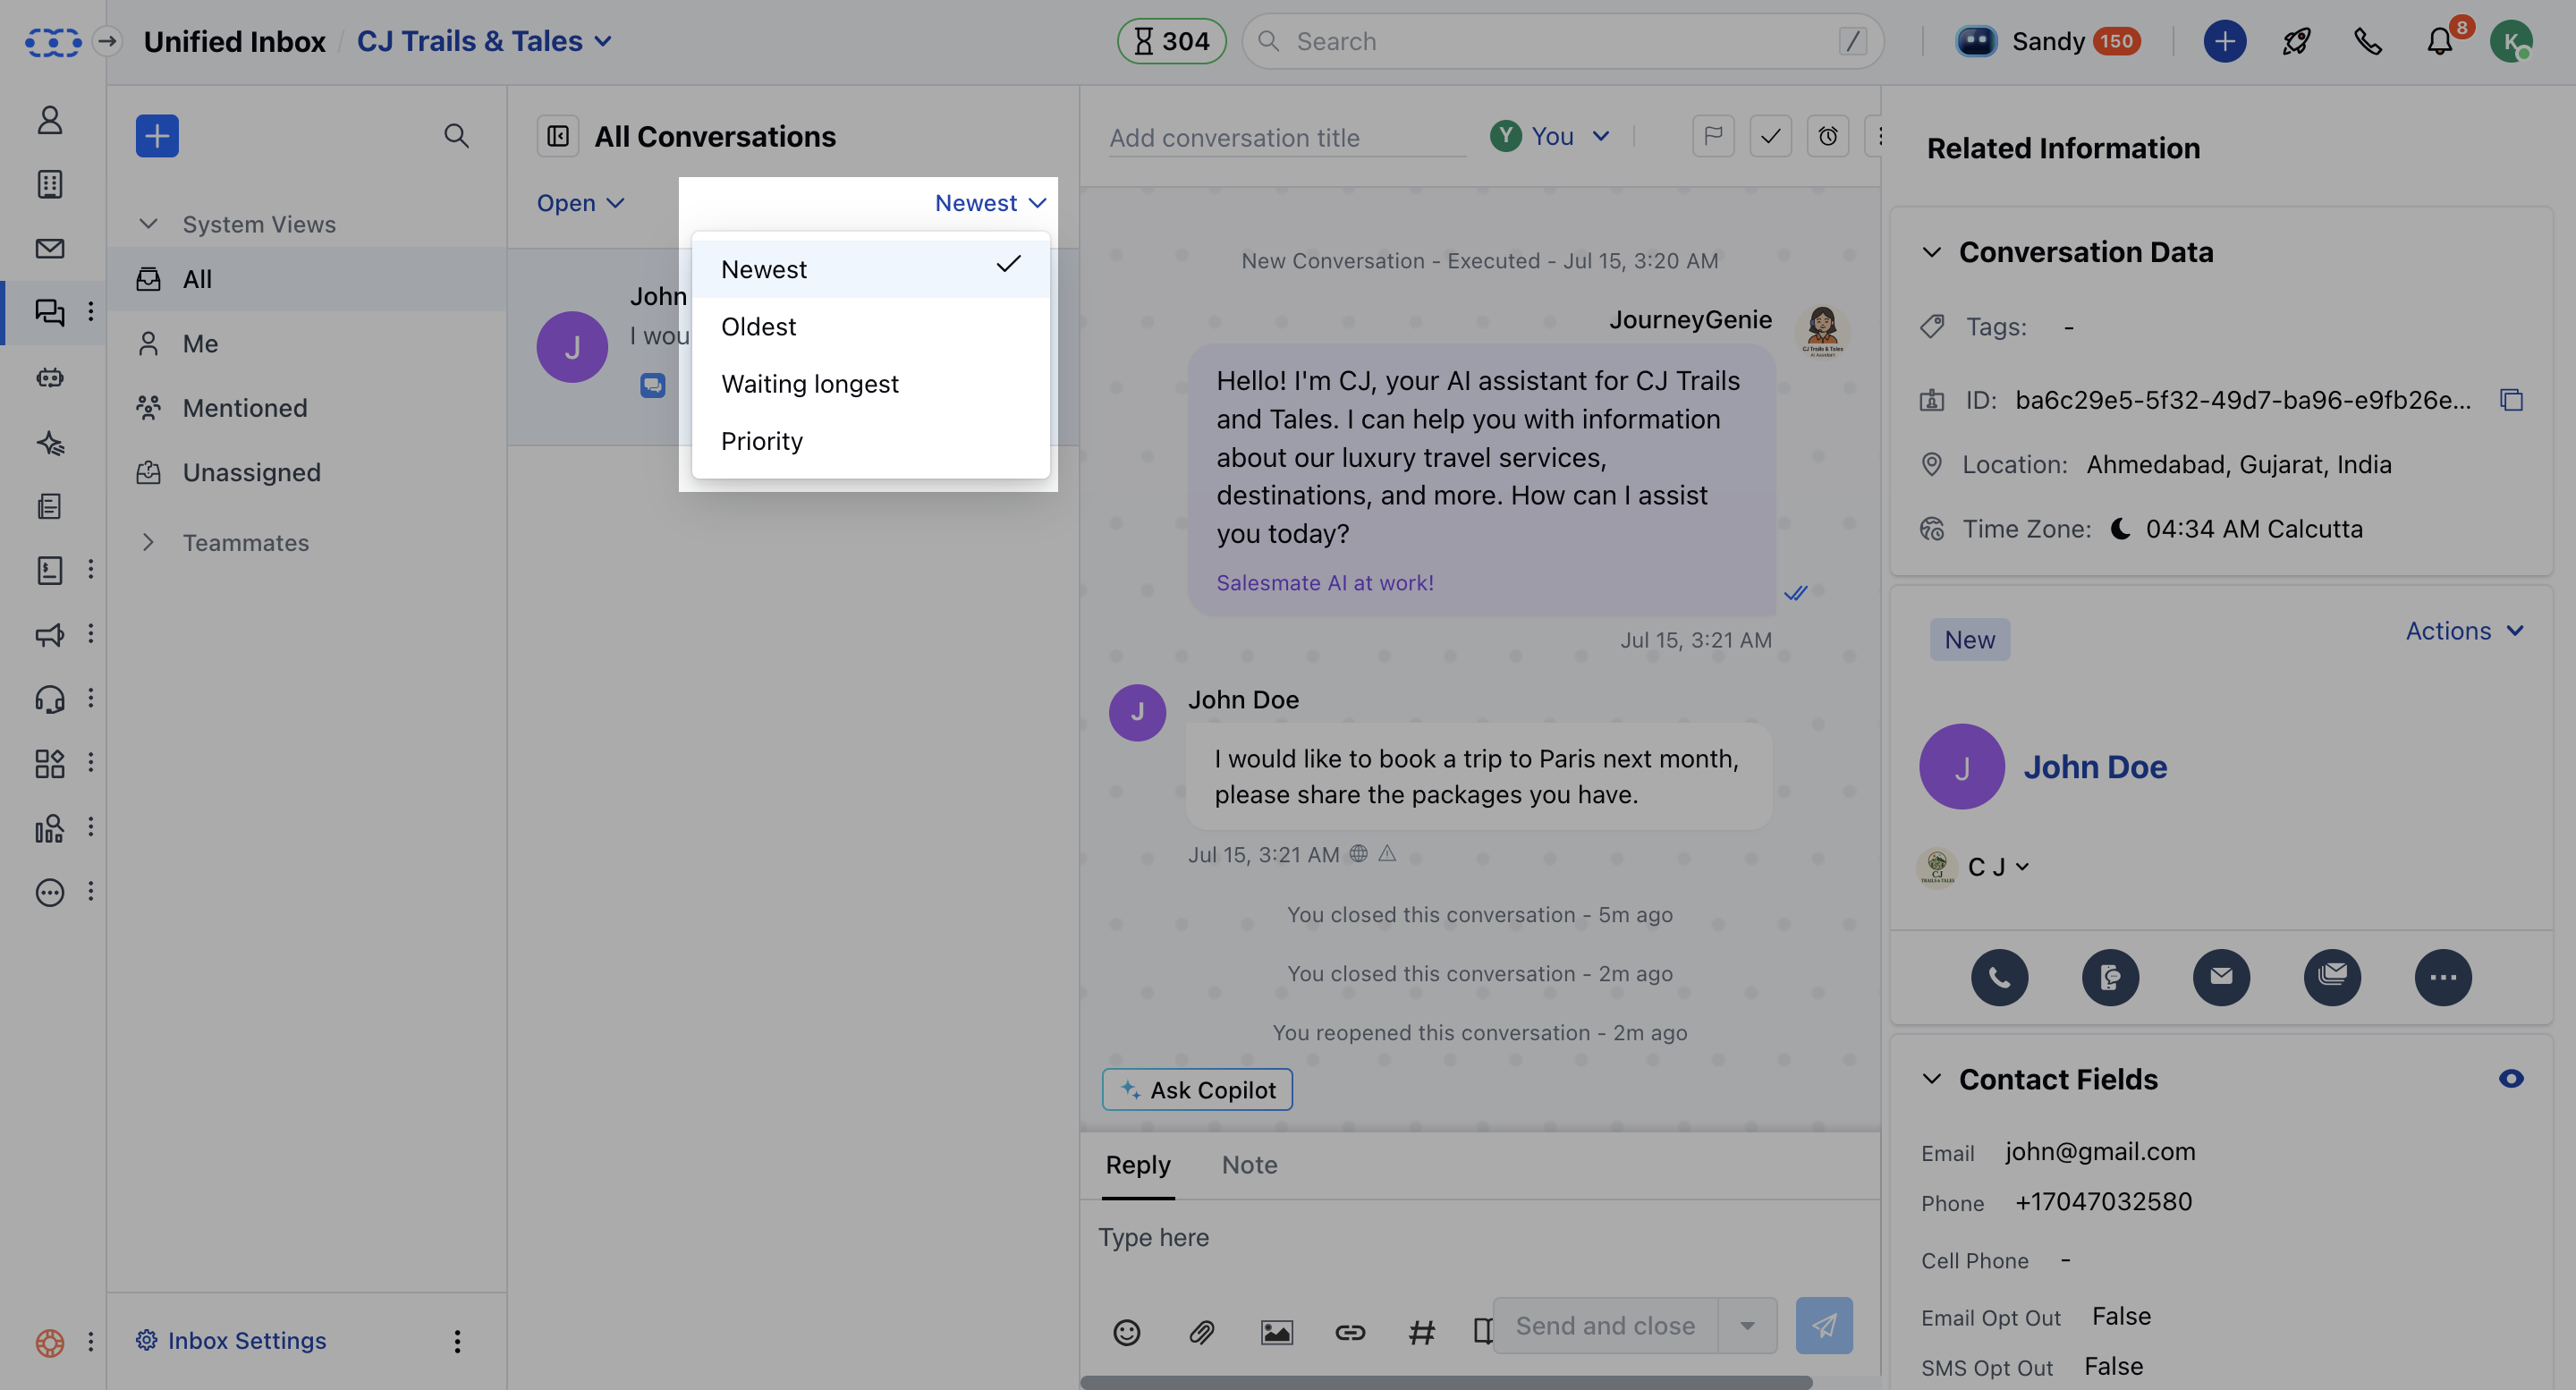 Unified Inbox / CJ Trails & Tales
304
Search /
Sandy 150
8
K
System Views
All
Me
Mentioned
Unassigned
Teammates
Inbox Settings
All Conversations
Open
Newest
Newest
Oldest
Waiting longest
Priority
J
John
I wou
Add conversation title
Y You
New Conversation - Executed - Jul 15, 3:20 AM
JourneyGenie
Hello! I'm CJ, your AI assistant for CJ Trails
and Tales. I can help you with information
about our luxury travel services,
destinations, and more. How can I assist
you today?
Salesmate AI at work!
Jul 15, 3:21 AM
J
John Doe
I would like to book a trip to Paris next month,
please share the packages you have.
Jul 15, 3:21 AM
You closed this conversation - 5m ago
You closed this conversation - 2m ago
You reopened this conversation - 2m ago
Ask Copilot
Reply Note
Type here
Send and close
Related Information
Conversation Data
Tags: -
ID: ba6c29e5-5f32-49d7-ba96-e9fb26e...
Location: Ahmedabad, Gujarat, India
Time Zone: 04:34 AM Calcutta
New
Actions
J
John Doe
C J
Contact Fields
Email john@gmail.com
Phone +17047032580
Cell Phone -
Email Opt Out False
SMS Opt Out False